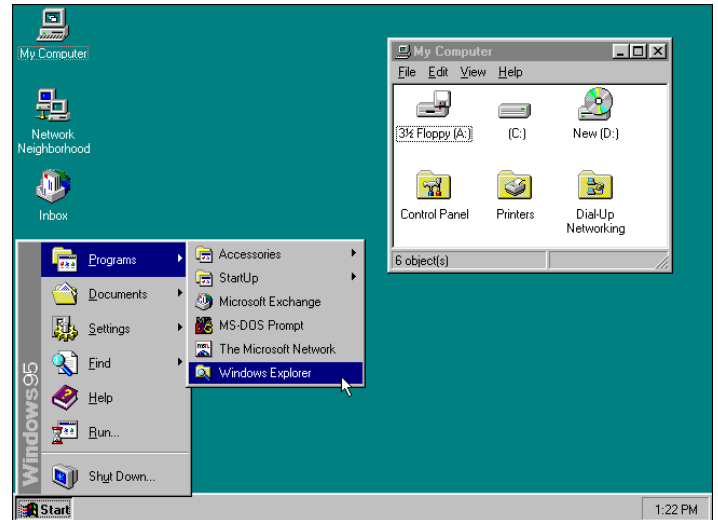 My Computer
Network
Neighborhood
Inbox
My Computer
File Edit View Help
3½ Floppy (A:)
(C:)
New (D:)
Control Panel
Printers
Dial-Up
Networking
6 object(s)
Programs
Documents
Settings
Find
Help
Run...
Shut Down...
Windows95
Accessories
StartUp
Microsoft Exchange
MS-DOS Prompt
The Microsoft Network
Windows Explorer
Start
1:22 PM